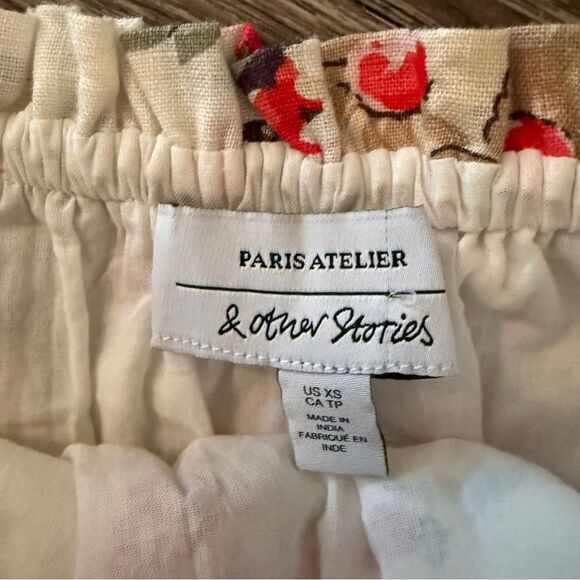 PARIS ATELIER
& other Stories
US XS
CA TP
MADE IN
INDIA
FABRIQUÉ EN
INDE